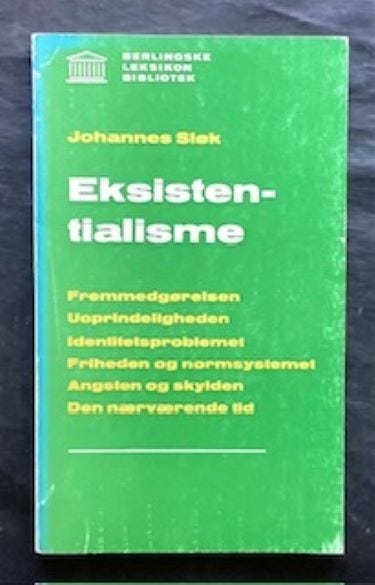 BERLINGSKE
LEKSIKON
BIBLIOTEK
Johannes Sløk
Eksisten-
tialisme
Fremmedgørelsen
Uoprindeligheden
Identitetsproblemet
Friheden og normsystemet
Angsten og skylden
Den nærværende tid